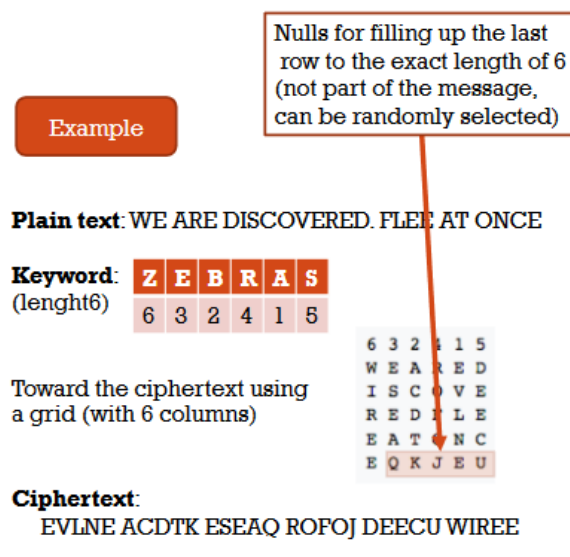 Nulls for filling up the last
row to the exact length of 6
(not part of the message,
can be randomly selected)
Example
Plain text: WE ARE DISCOVERED. FLEE AT ONCE
Keyword:
(lenght6)
Z E B R A S
6 3 2 4 1 5
Toward the ciphertext using
a grid (with 6 columns)
6 3 2 4 1 5
W E A R E D
I S C O V E
R E D F L E
E A T O N C
E Q K J E U
Ciphertext:
EVLNE ACDTK ESEAQ ROFOJ DEECU WIREE